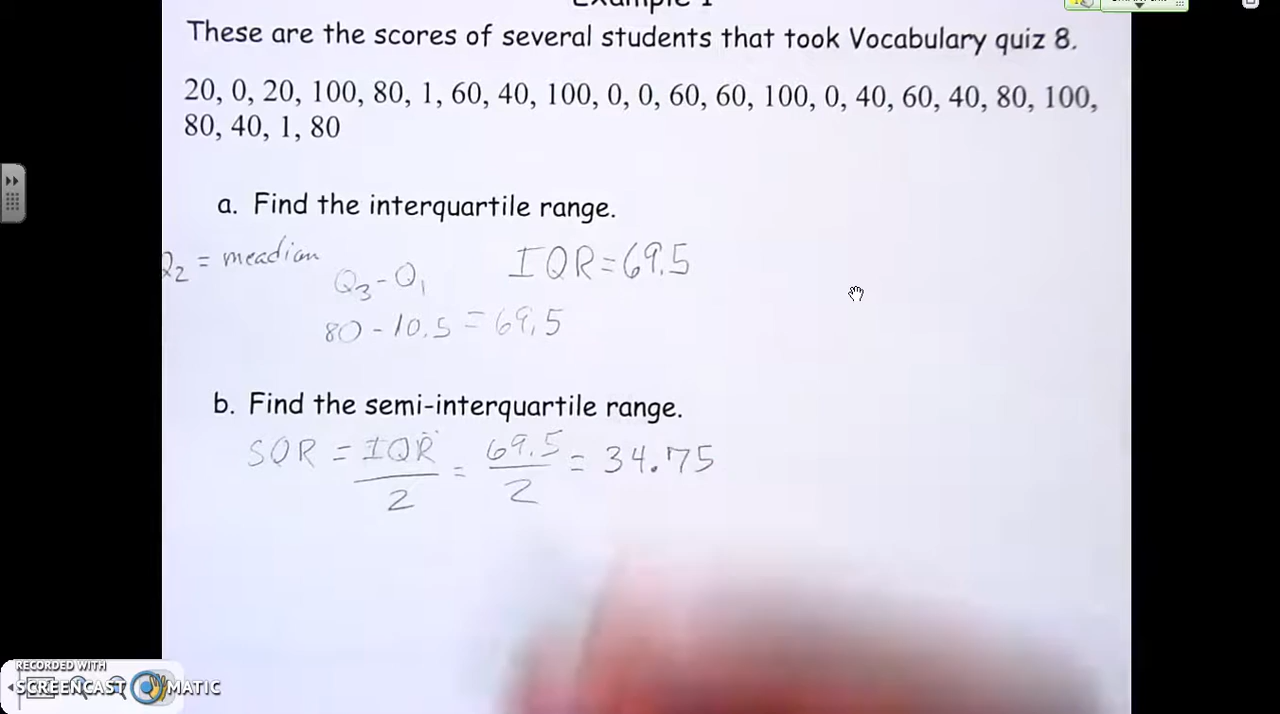 Example 1
These are the scores of several students that took Vocabulary quiz 8.
20, 0, 20, 100, 80, 1, 60, 40, 100, 0, 0, 60, 60, 100, 0, 40, 60, 40, 80, 100,
80, 40, 1, 80
a. Find the interquartile range.
Q2 = meadian
IQR=69.5
Q3-Q1
80-10.5=69.5
b. Find the semi-interquartile range.
SQR = IQR/2 = 69.5/2 = 34.75
RECORDED WITH
SCREENCAST MATIC